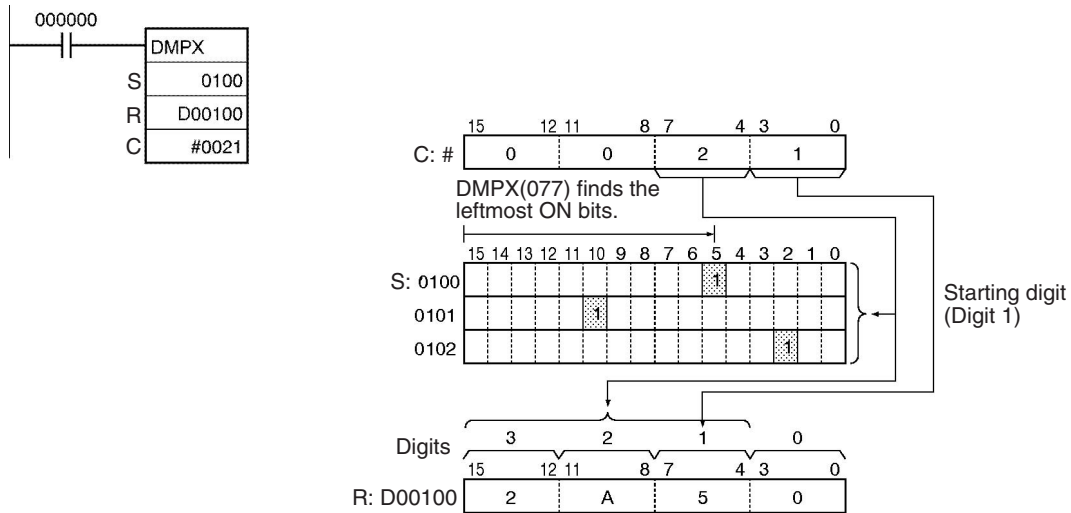 000000
DMPX
S 0100
R D00100
C #0021
15 12 11 8 7 4 3 0
C: # 0 0 2 1
DMPX(077) finds the
leftmost ON bits.
15 14 13 12 11 10 9 8 7 6 5 4 3 2 1 0
S: 0100 1
0101 1
0102 1
Starting digit
(Digit 1)
Digits 3 2 1 0
15 12 11 8 7 4 3 0
R: D00100 2 A 5 0